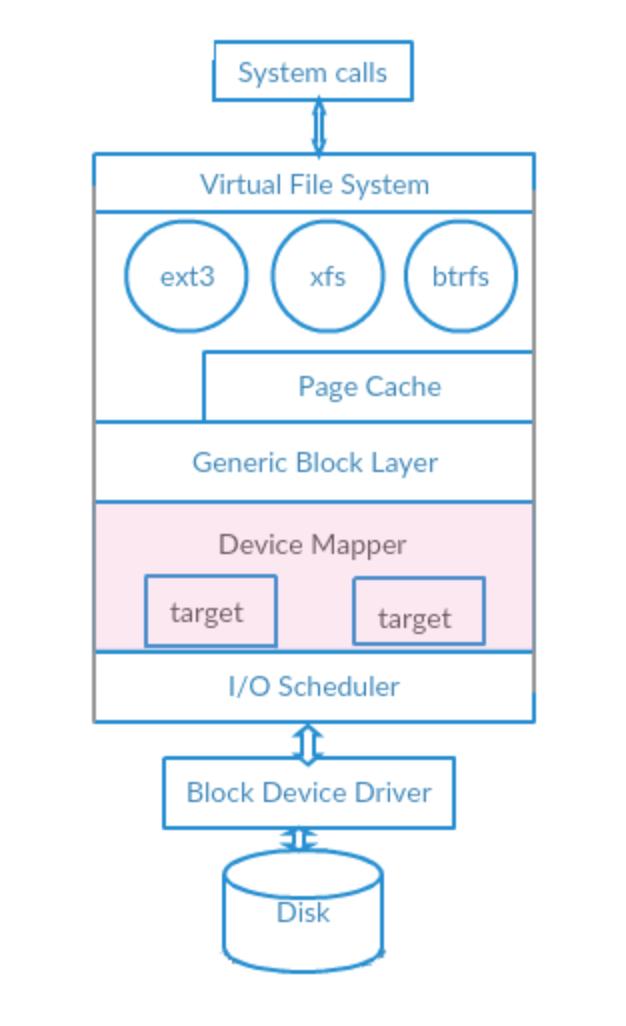 System calls
Virtual File System
ext3 xfs btrfs
Page Cache
Generic Block Layer
Device Mapper
target target
I/O Scheduler
Block Device Driver
Disk